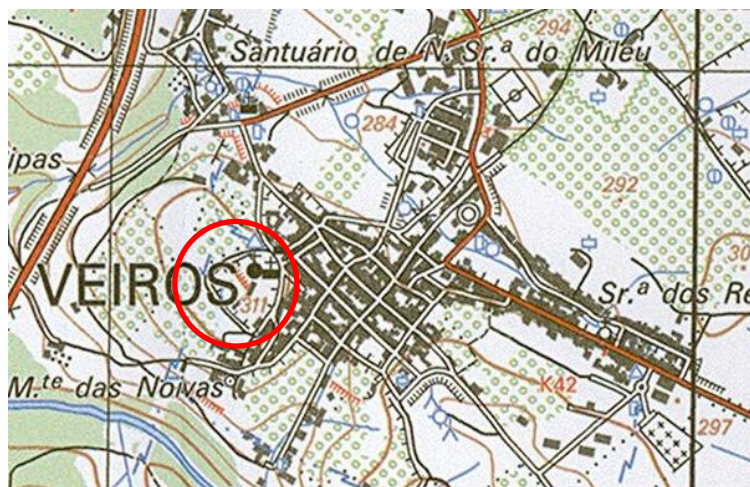 294
Santuário de N. Sr.ª do Mileu
284
ipas
292
30
VEIROS
311
Sr.ª dos Re
M.te das Noivas
K42
297